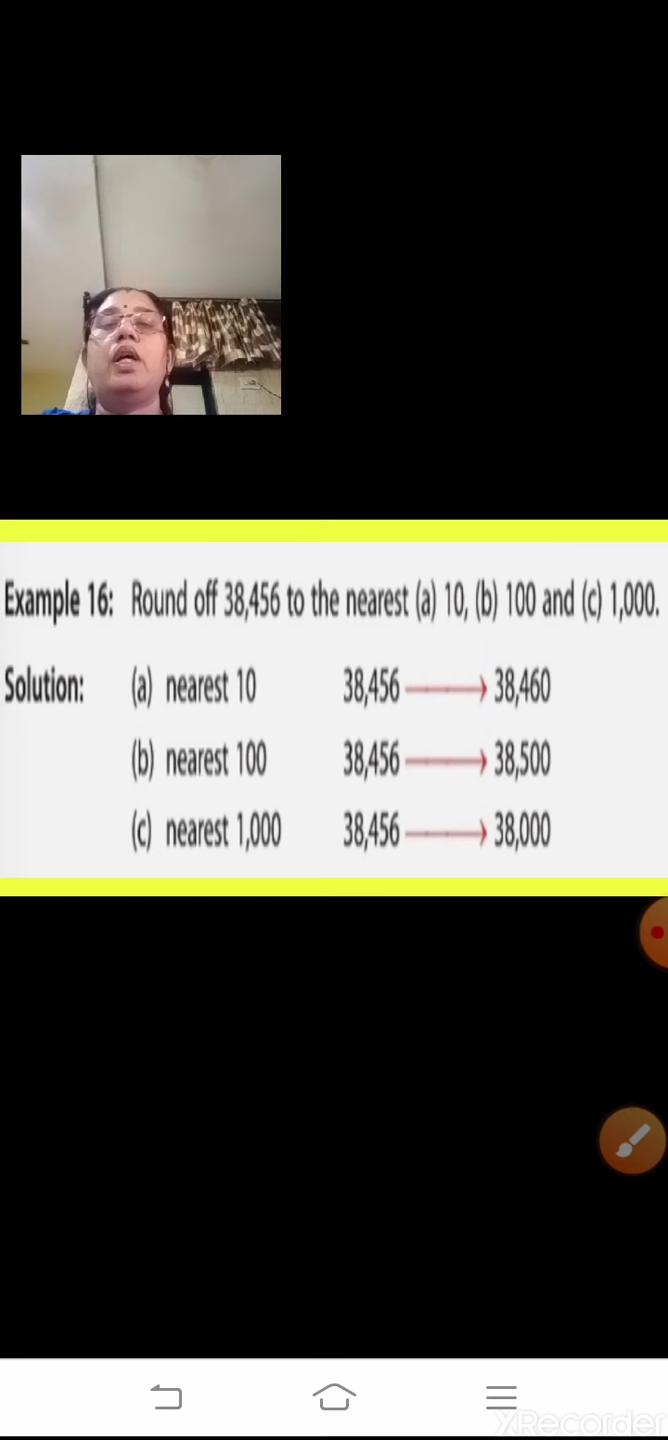 Example 16: Round off 38,456 to the nearest (a) 10, (b) 100 and (c) 1,000.
Solution: (a) nearest 10 38,456 → 38,460
(b) nearest 100 38,456 → 38,500
(c) nearest 1,000 38,456 → 38,000
XRecorder